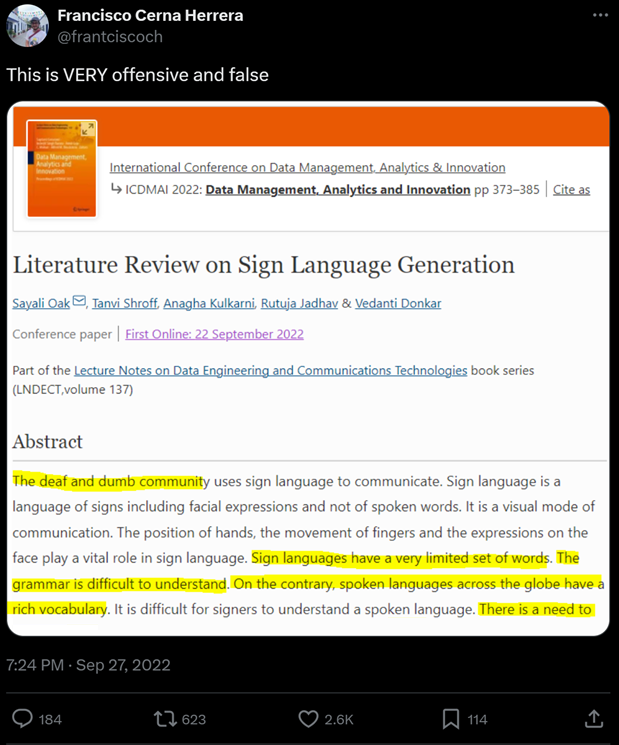 Francisco Cerna Herrera
@frantciscoch
This is VERY offensive and false
Data Management,
Analytics and
Innovation
International Conference on Data Management, Analytics & Innovation
↳ ICDMAI 2022: Data Management, Analytics and Innovation pp 373–385 | Cite as
Literature Review on Sign Language Generation
Sayali Oak, Tanvi Shroff, Anagha Kulkarni, Rutuja Jadhav & Vedanti Donkar
Conference paper | First Online: 22 September 2022
Part of the Lecture Notes on Data Engineering and Communications Technologies book series
(LNDECT,volume 137)
Abstract
The deaf and dumb community uses sign language to communicate. Sign language is a
language of signs including facial expressions and not of spoken words. It is a visual mode of
communication. The position of hands, the movement of fingers and the expressions on the
face play a vital role in sign language. Sign languages have a very limited set of words. The
grammar is difficult to understand. On the contrary, spoken languages across the globe have a
rich vocabulary. It is difficult for signers to understand a spoken language. There is a need to
7:24 PM · Sep 27, 2022
184 623 2.6K 114